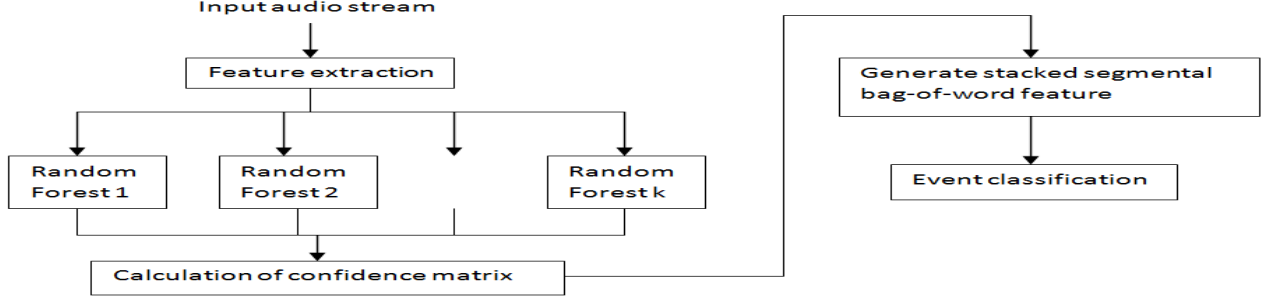 Input audio stream
Feature extraction
Random
Forest 1
Random
Forest 2
Random
Forest k
Calculation of confidence matrix
Generate stacked segmental
bag-of-word feature
Event classification